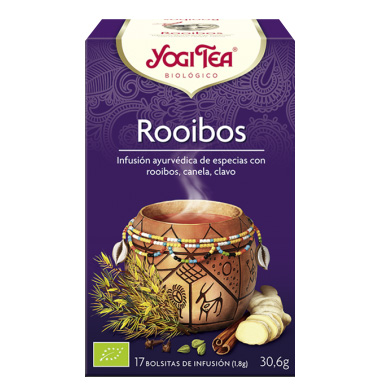 Rooibos
YOGI TEA
BIOLÓGICO
Rooibos
Infusión ayurvédica de especias con
rooibos, canela, clavo
17 BOLSITAS DE INFUSIÓN (1,8g) 30,6g